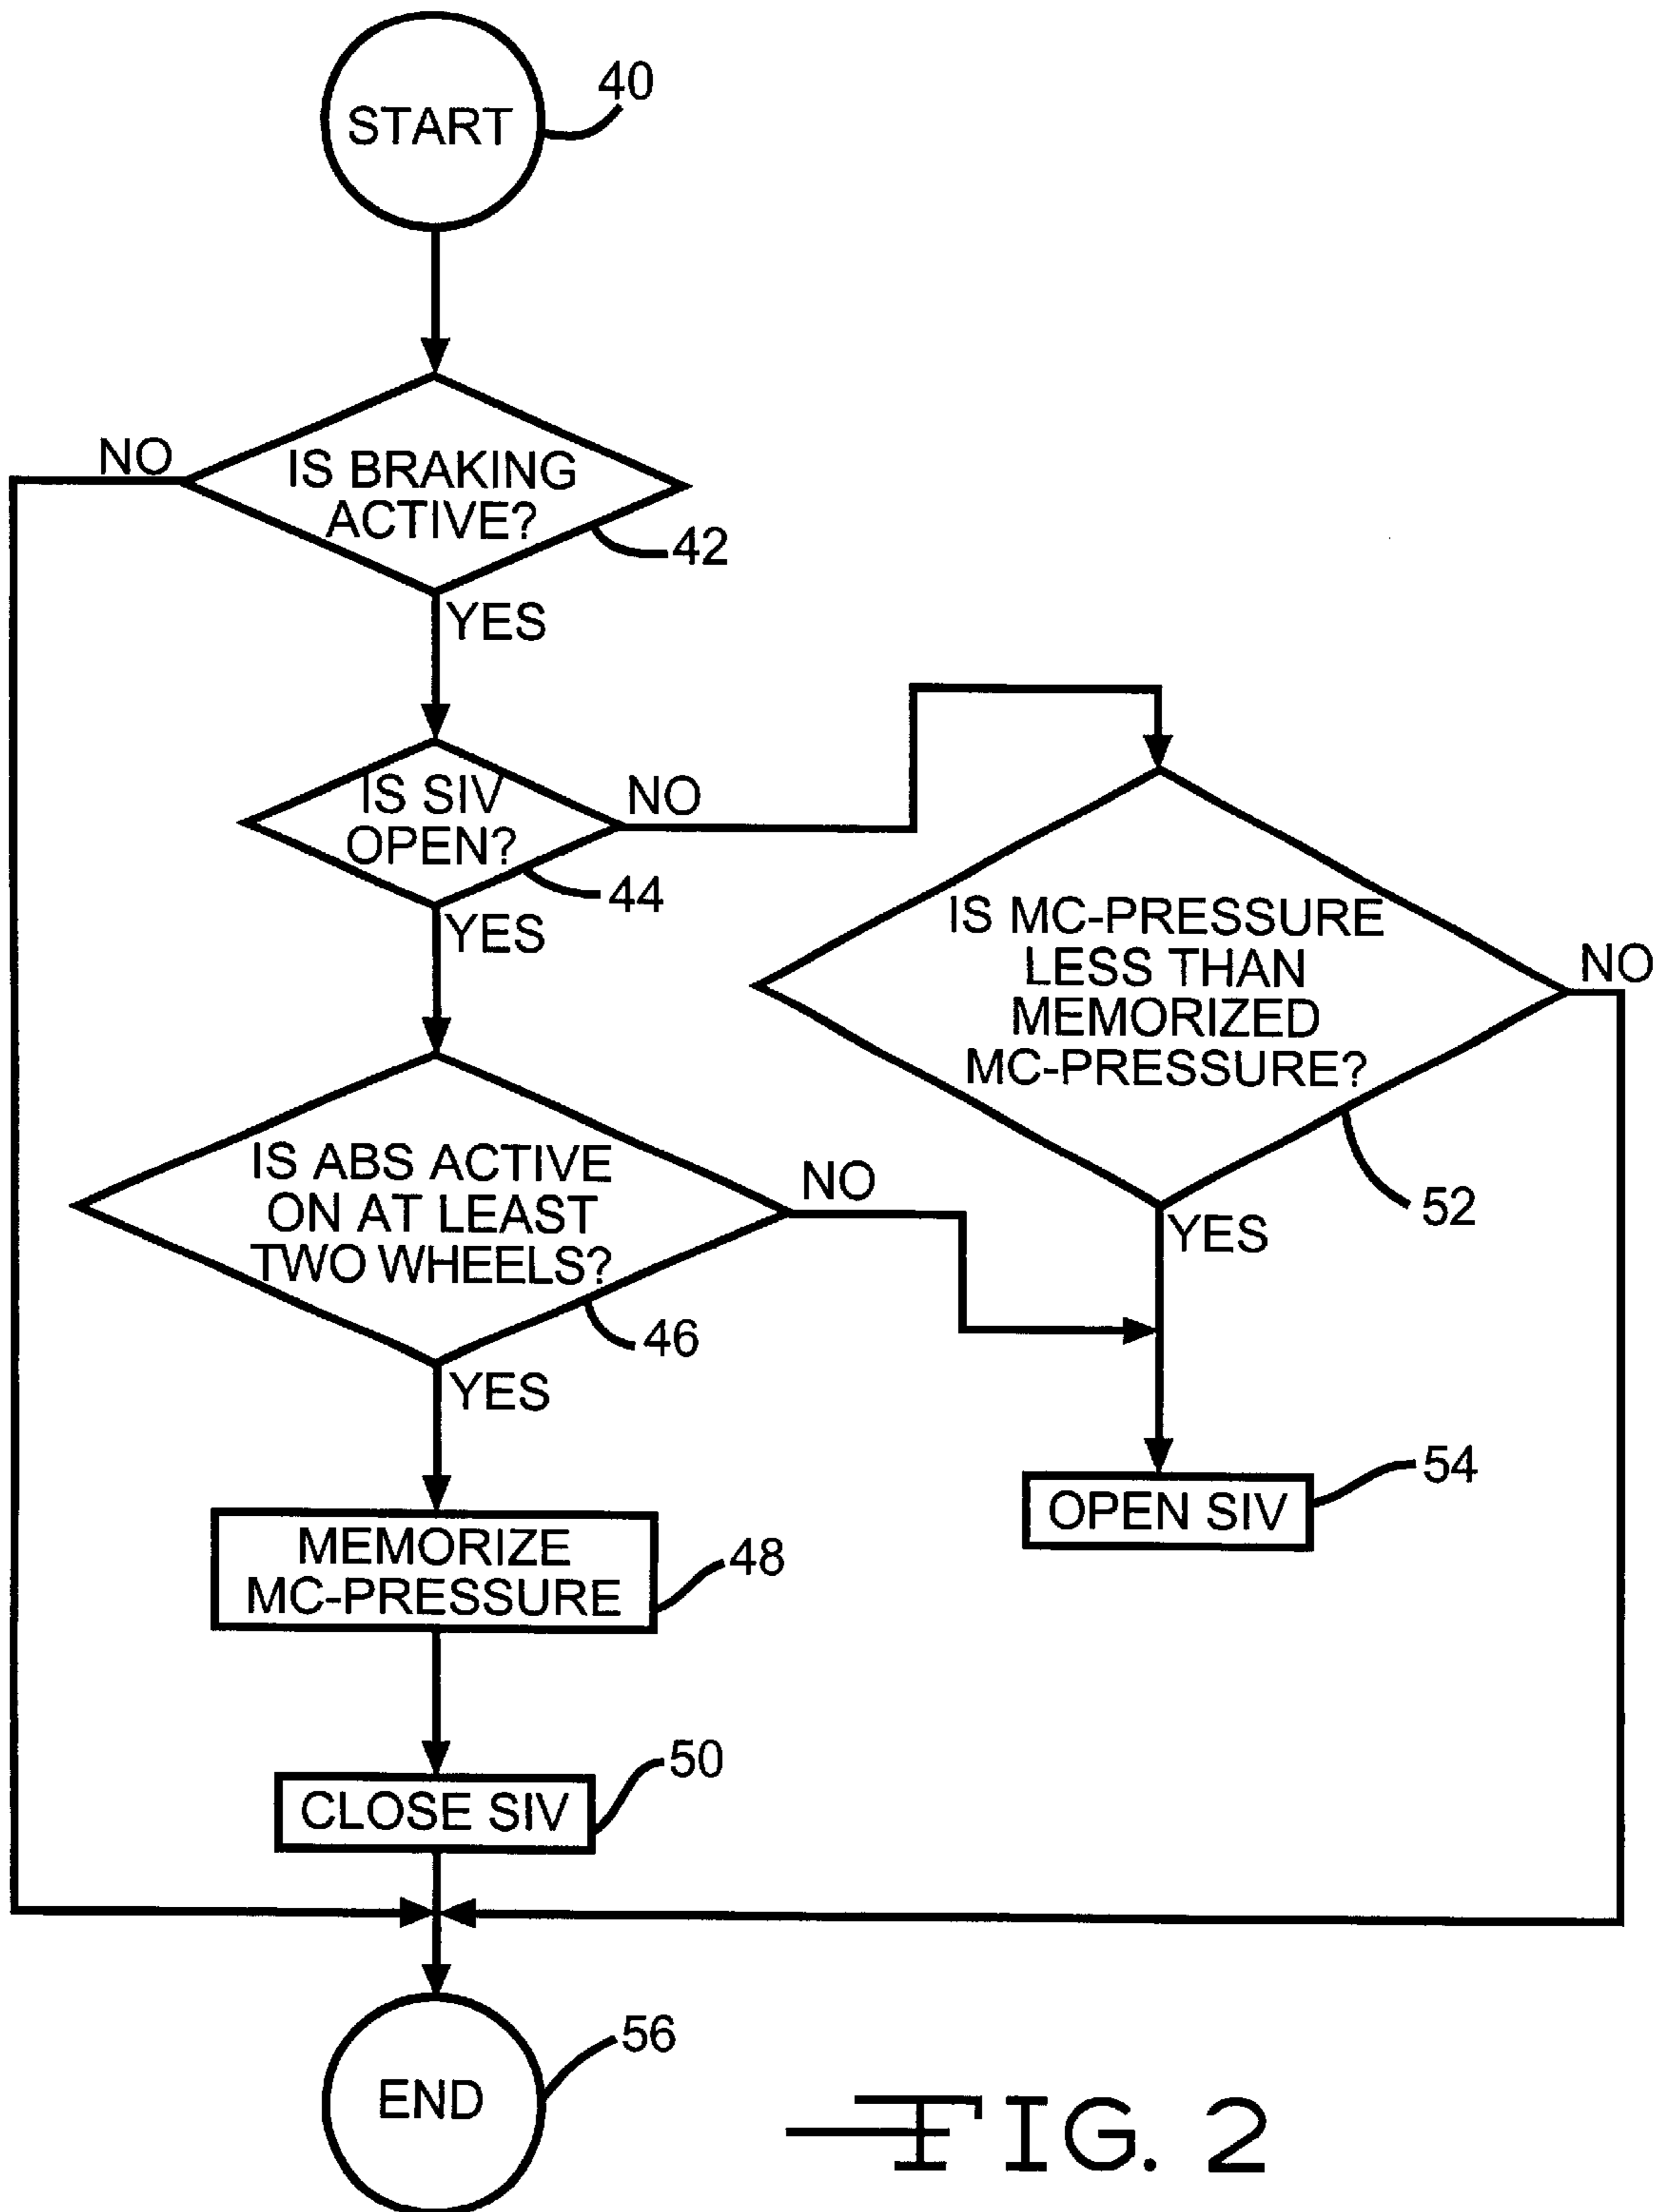 START
40
IS BRAKING
ACTIVE?
42
NO
YES
IS SIV
OPEN?
44
NO
YES
IS MC-PRESSURE
LESS THAN
MEMORIZED
MC-PRESSURE?
52
NO
YES
IS ABS ACTIVE
ON AT LEAST
TWO WHEELS?
46
NO
YES
OPEN SIV
54
MEMORIZE
MC-PRESSURE
48
CLOSE SIV
50
END
56
FIG. 2